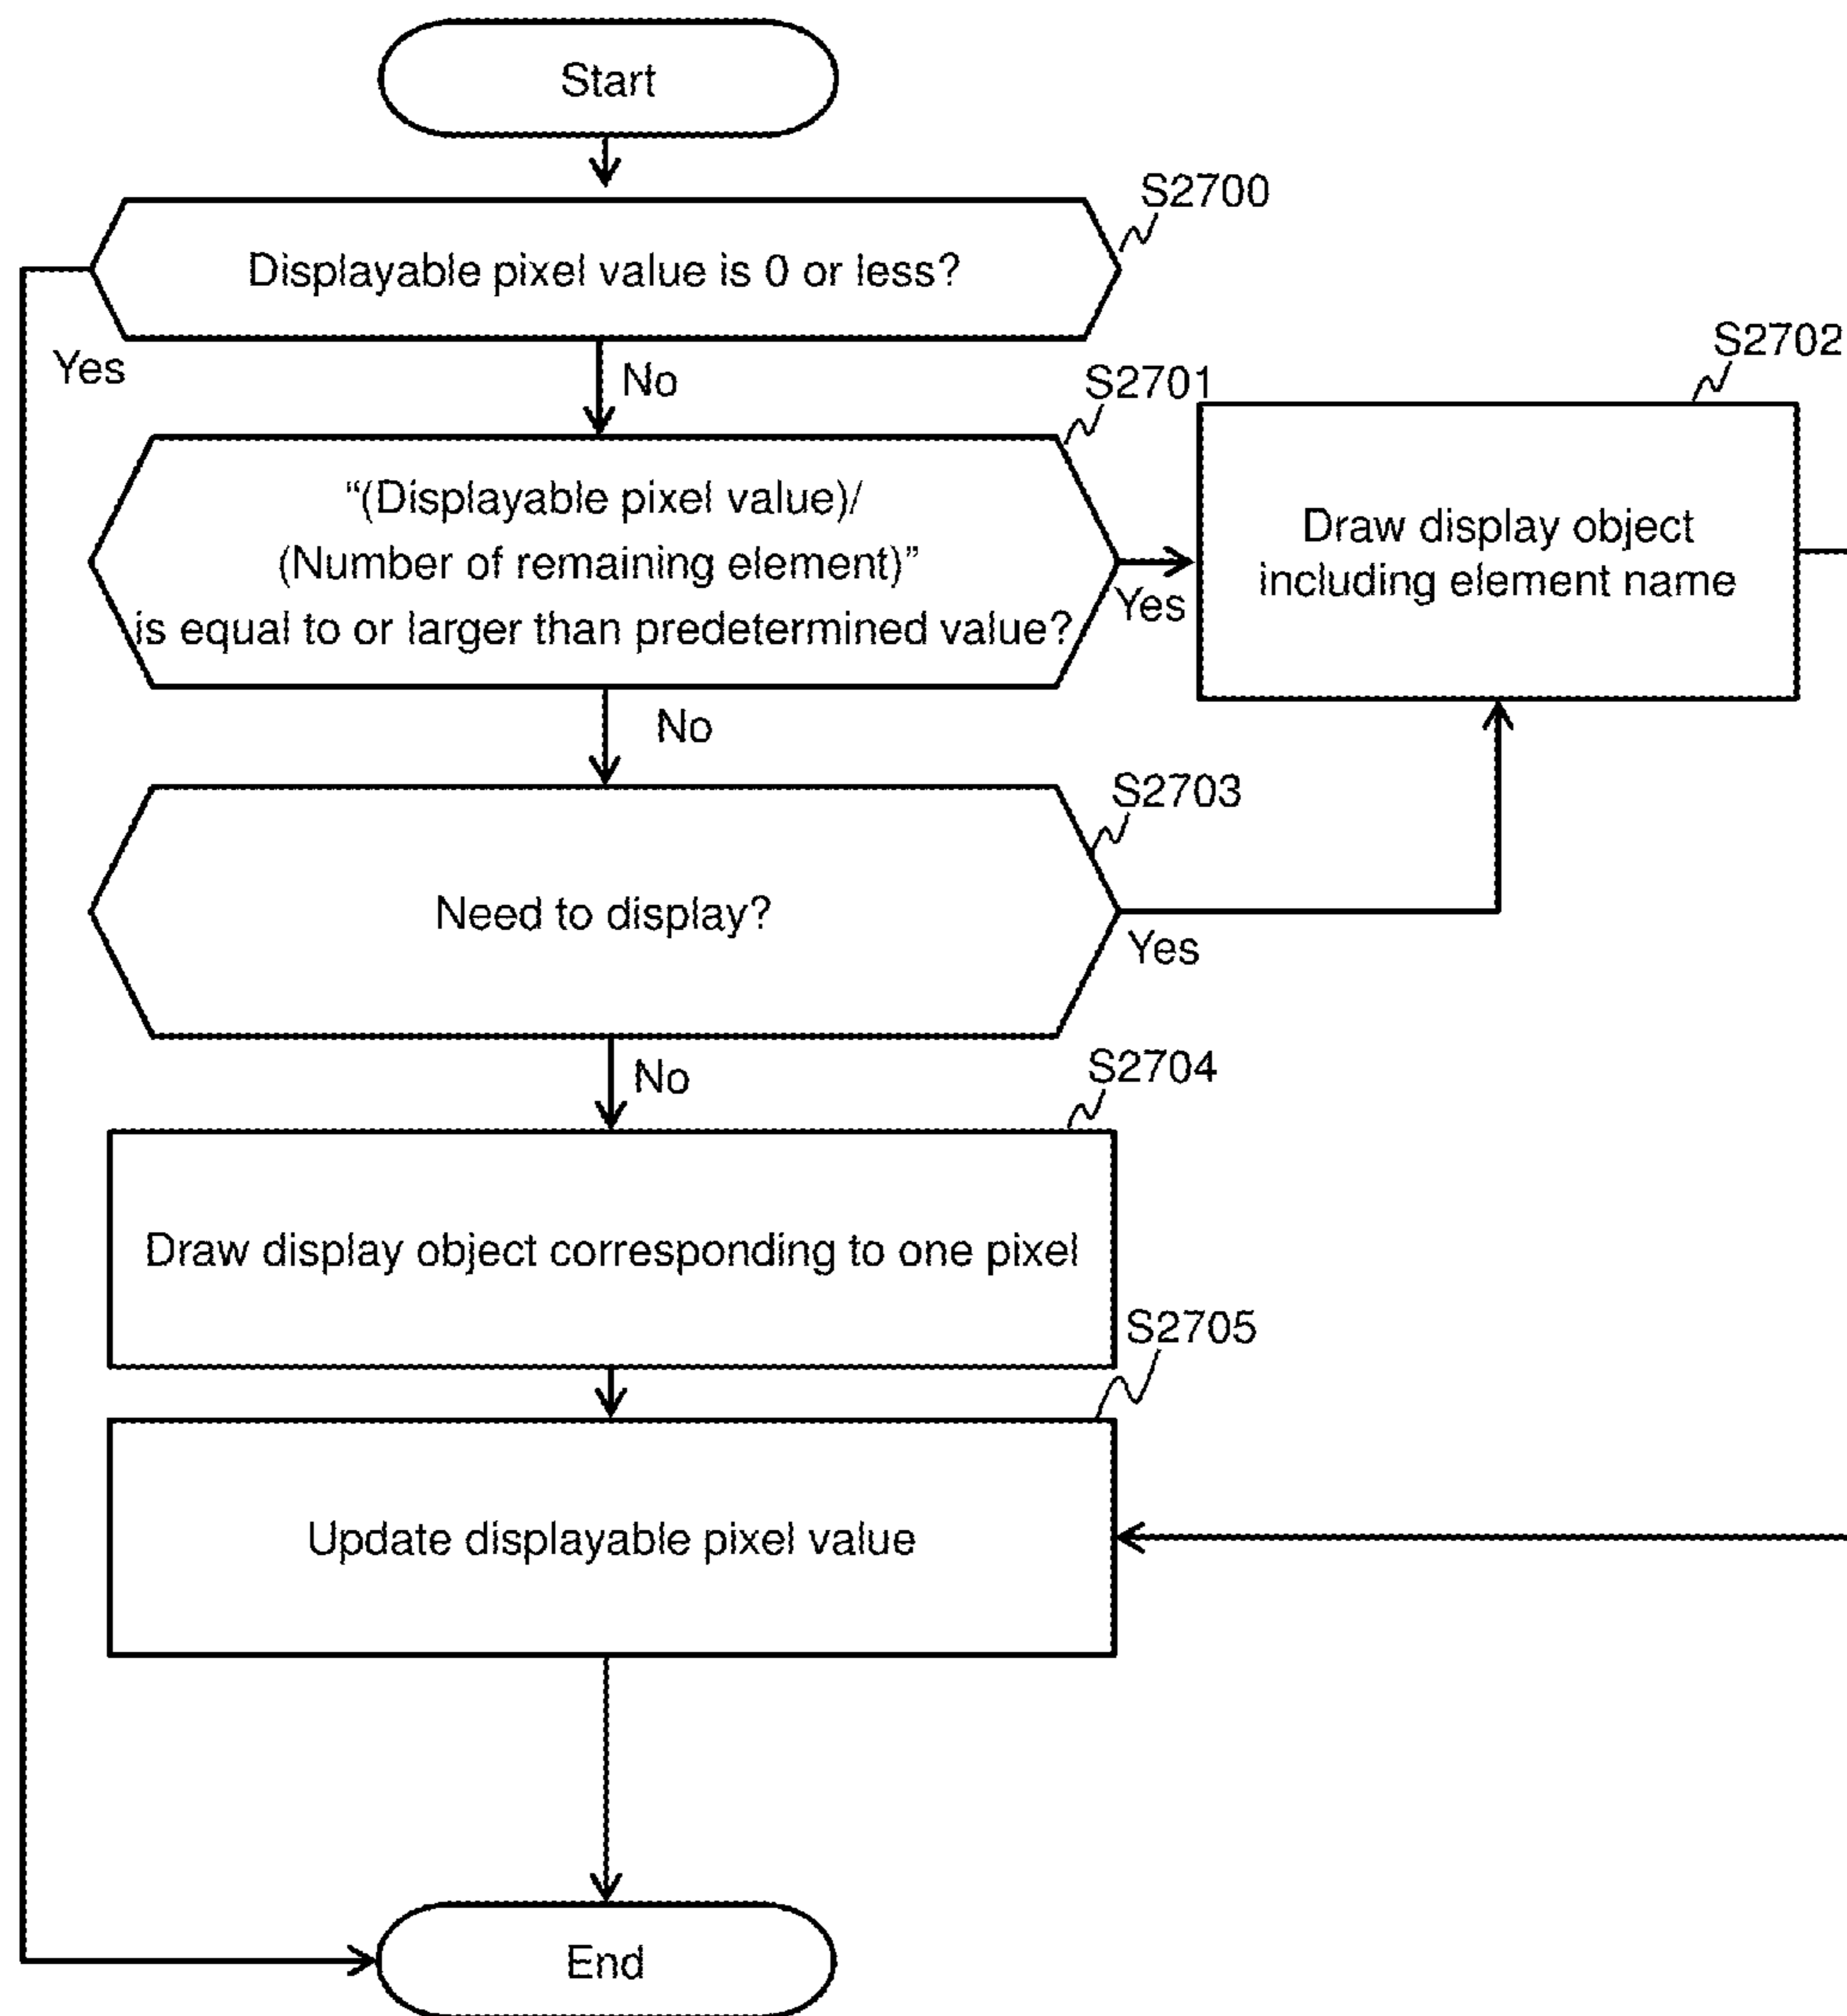 Start
S2700
Displayable pixel value is 0 or less?
Yes
No
S2701
S2702
“(Displayable pixel value)/
(Number of remaining element)”
is equal to or larger than predetermined value?
Yes
Draw display object
including element name
No
S2703
Need to display?
Yes
No
S2704
Draw display object corresponding to one pixel
S2705
Update displayable pixel value
End